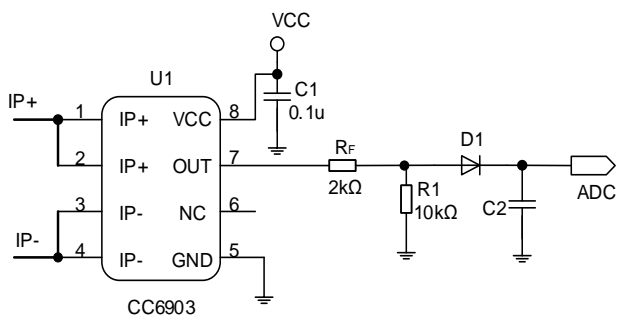 VCC
U1
C1
0.1u
IP+
1 IP+ VCC 8
2 IP+ OUT 7
RF
2kΩ
D1
R1
10kΩ
C2
ADC
3 IP- NC 6
IP-
4 IP- GND 5
CC6903